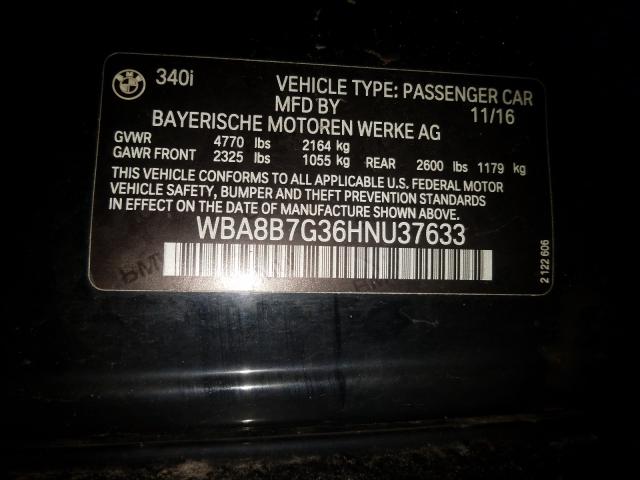 BMW
340i VEHICLE TYPE: PASSENGER CAR
MFD BY 11/16
BAYERISCHE MOTOREN WERKE AG
GVWR 4770 lbs 2164 kg
GAWR FRONT 2325 lbs 1055 kg REAR 2600 lbs 1179 kg
THIS VEHICLE CONFORMS TO ALL APPLICABLE U.S. FEDERAL MOTOR
VEHICLE SAFETY, BUMPER AND THEFT PREVENTION STANDARDS
IN EFFECT ON THE DATE OF MANUFACTURE SHOWN ABOVE.
WBA8B7G36HNU37633
2 122 606